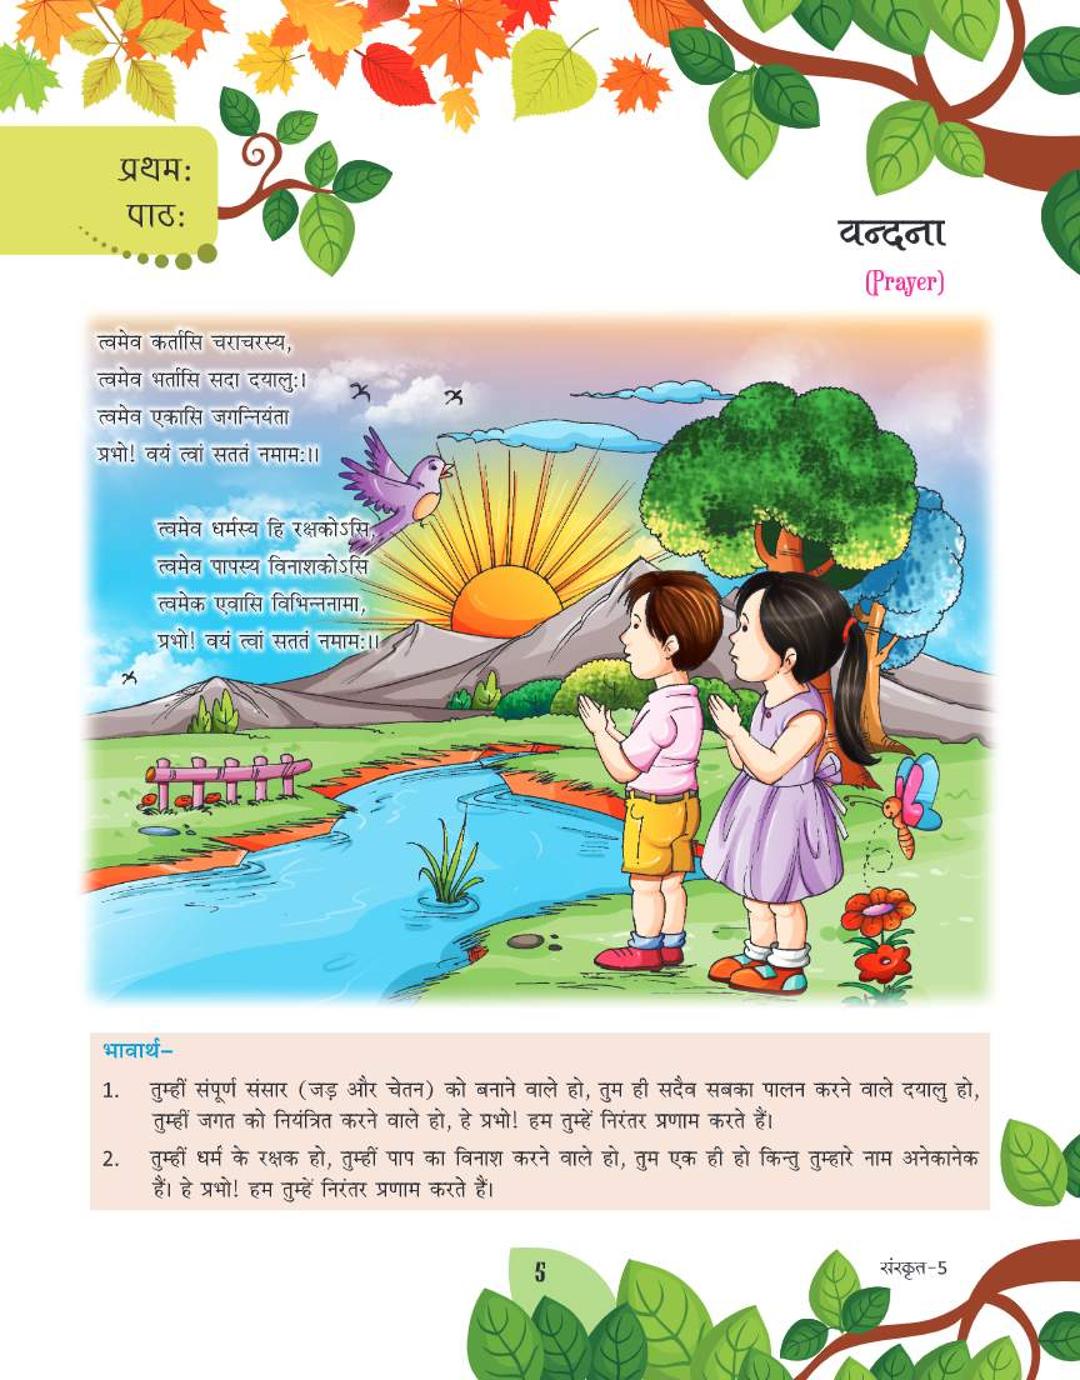 प्रथम:
पाठ:
वन्दना
(Prayer)
त्वमेव कर्तासि चराचरस्य,
त्वमेव भर्तासि सदा दयालु:।
त्वमेव एकासि जगन्नियंता
प्रभो! वयं त्वां सततं नमाम:।।
त्वमेव धर्मस्य हि रक्षकोऽसि,
त्वमेव पापस्य विनाशकोऽसि
त्वमेक एवासि विभिन्ननामा,
प्रभो! वयं त्वां सततं नमाम:।।
भावार्थ–
1. तुम्हीं संपूर्ण संसार (जड़ और चेतन) को बनाने वाले हो, तुम ही सदैव सबका पालन करने वाले दयालु हो,
तुम्हीं जगत को नियंत्रित करने वाले हो, हे प्रभो! हम तुम्हें निरंतर प्रणाम करते हैं।
2. तुम्हीं धर्म के रक्षक हो, तुम्हीं पाप का विनाश करने वाले हो, तुम एक ही हो किन्तु तुम्हारे नाम अनेकानेक
हैं। हे प्रभो! हम तुम्हें निरंतर प्रणाम करते हैं।
5
संस्कृत-5